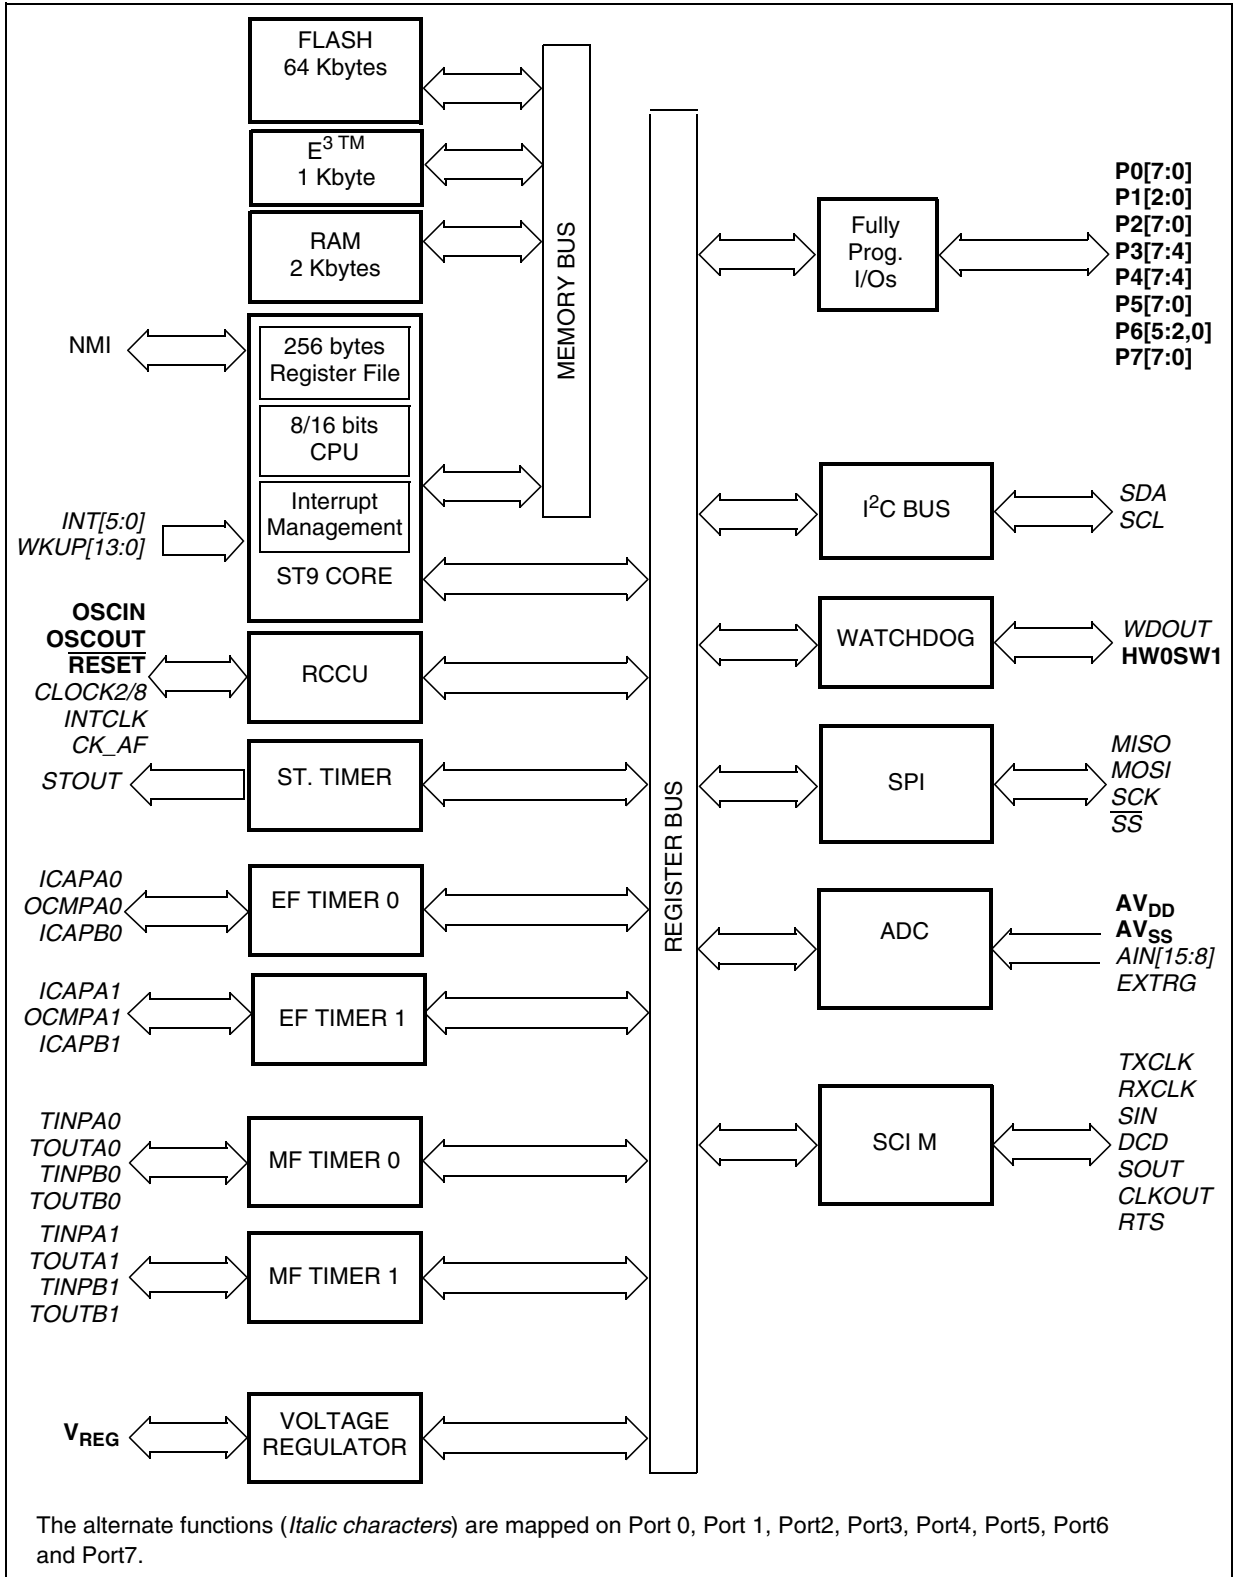 FLASH
64 Kbytes
E3 TM
1 Kbyte
RAM
2 Kbytes
NMI
256 bytes
Register File
8/16 bits
CPU
Interrupt
Management
ST9 CORE
INT[5:0]
WKUP[13:0]
OSCIN
OSCOUT
RESET
CLOCK2/8
INTCLK
CK_AF
RCCU
STOUT
ST. TIMER
ICAPA0
OCMPA0
ICAPB0
EF TIMER 0
ICAPA1
OCMPA1
ICAPB1
EF TIMER 1
TINPA0
TOUTA0
TINPB0
TOUTB0
MF TIMER 0
TINPA1
TOUTA1
TINPB1
TOUTB1
MF TIMER 1
VREG
VOLTAGE
REGULATOR
MEMORY BUS
REGISTER BUS
Fully
Prog.
I/Os
P0[7:0]
P1[2:0]
P2[7:0]
P3[7:4]
P4[7:4]
P5[7:0]
P6[5:2,0]
P7[7:0]
I2C BUS
SDA
SCL
WATCHDOG
WDOUT
HW0SW1
SPI
MISO
MOSI
SCK
SS
ADC
AVDD
AVSS
AIN[15:8]
EXTRG
SCI M
TXCLK
RXCLK
SIN
DCD
SOUT
CLKOUT
RTS
The alternate functions (Italic characters) are mapped on Port 0, Port 1, Port2, Port3, Port4, Port5, Port6
and Port7.